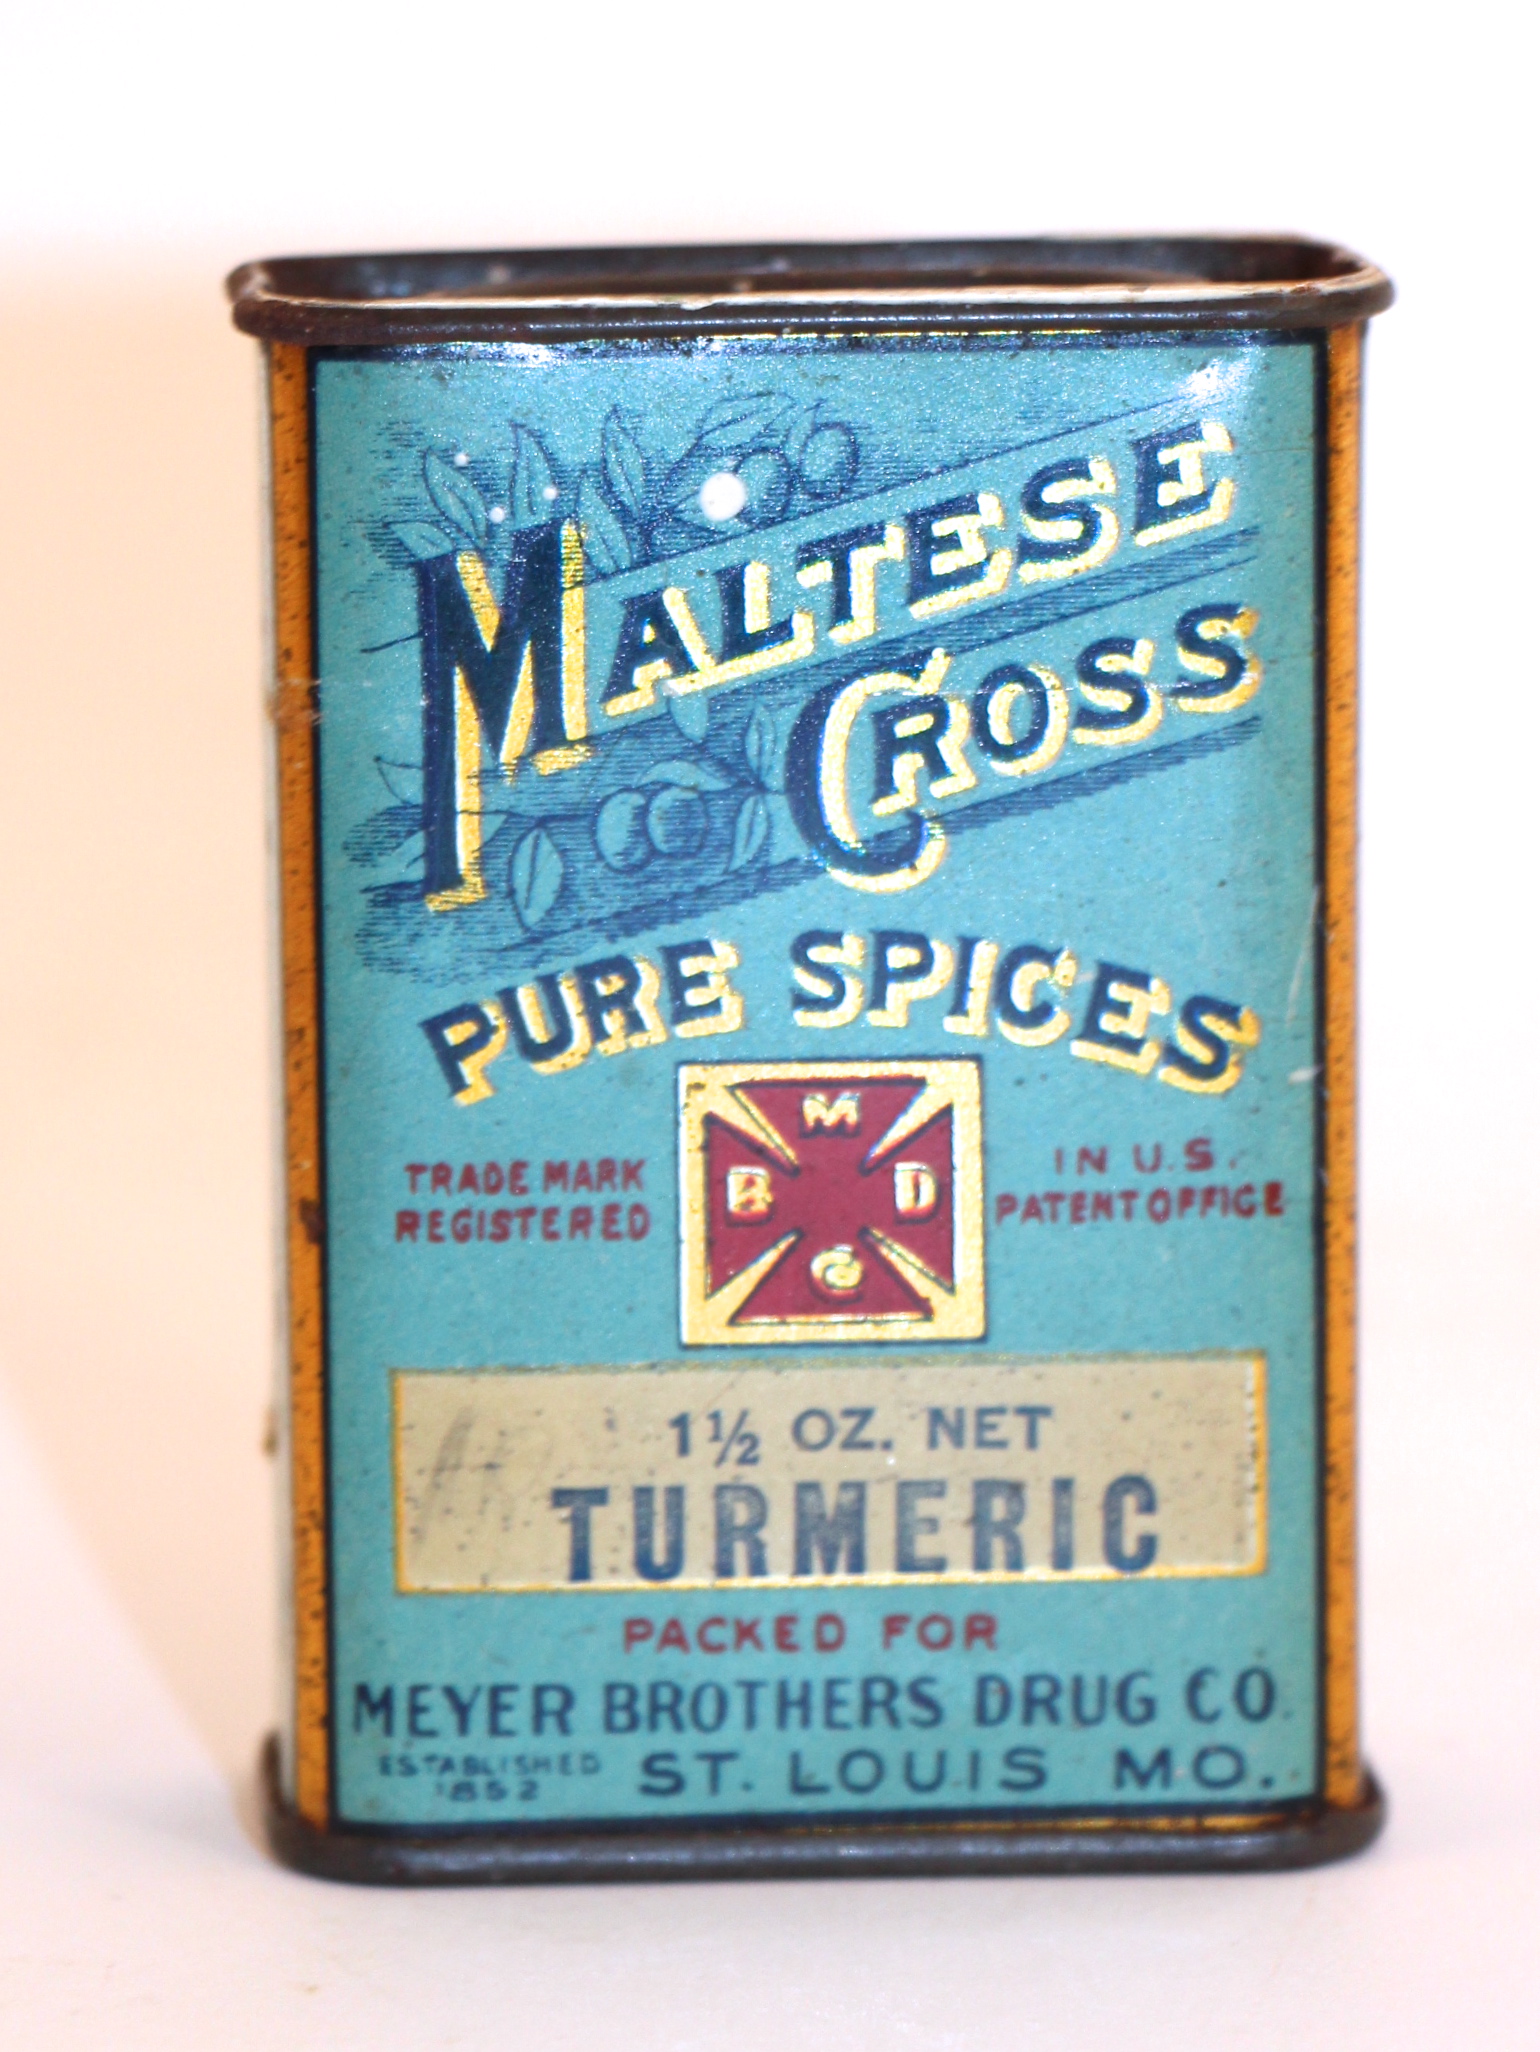 MALTESE
CROSS
PURE SPICES
M
B D
C
TRADE MARK
REGISTERED
IN U.S.
PATENT OFFICE
1½ OZ. NET
TURMERIC
PACKED FOR
MEYER BROTHERS DRUG CO.
ESTABLISHED
1852
ST. LOUIS MO.